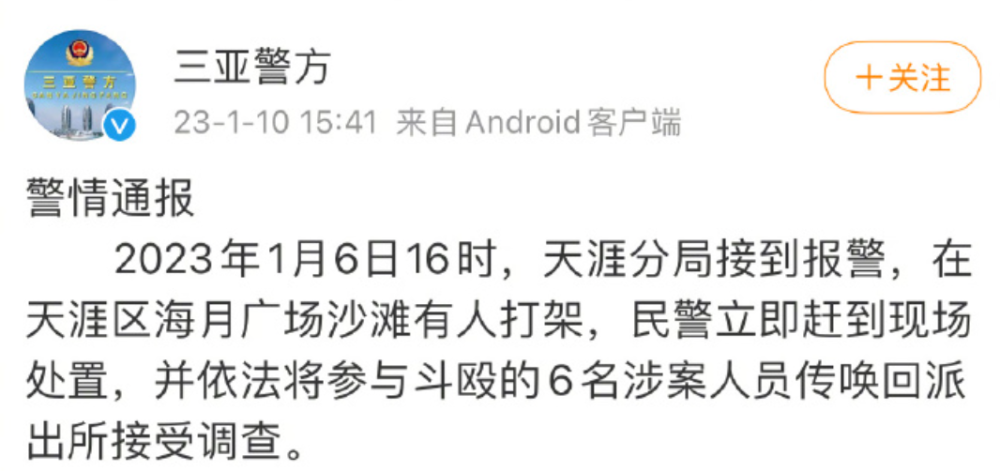 三亚警方
三亚警方
+关注
23-1-10 15:41 来自Android客户端
警情通报
2023年1月6日16时，天涯分局接到报警，在
天涯区海月广场沙滩有人打架，民警立即赶到现场
处置，并依法将参与斗殴的6名涉案人员传唤回派
出所接受调查。